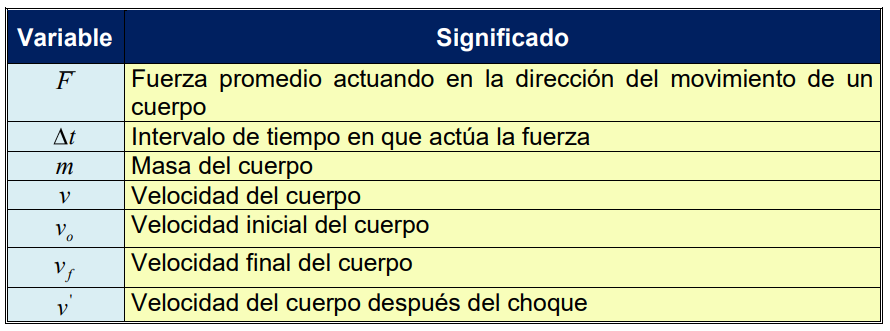 Variable Significado
F Fuerza promedio actuando en la dirección del movimiento de un
cuerpo
Δt Intervalo de tiempo en que actúa la fuerza
m Masa del cuerpo
v Velocidad del cuerpo
vₒ Velocidad inicial del cuerpo
v_f Velocidad final del cuerpo
v' Velocidad del cuerpo después del choque